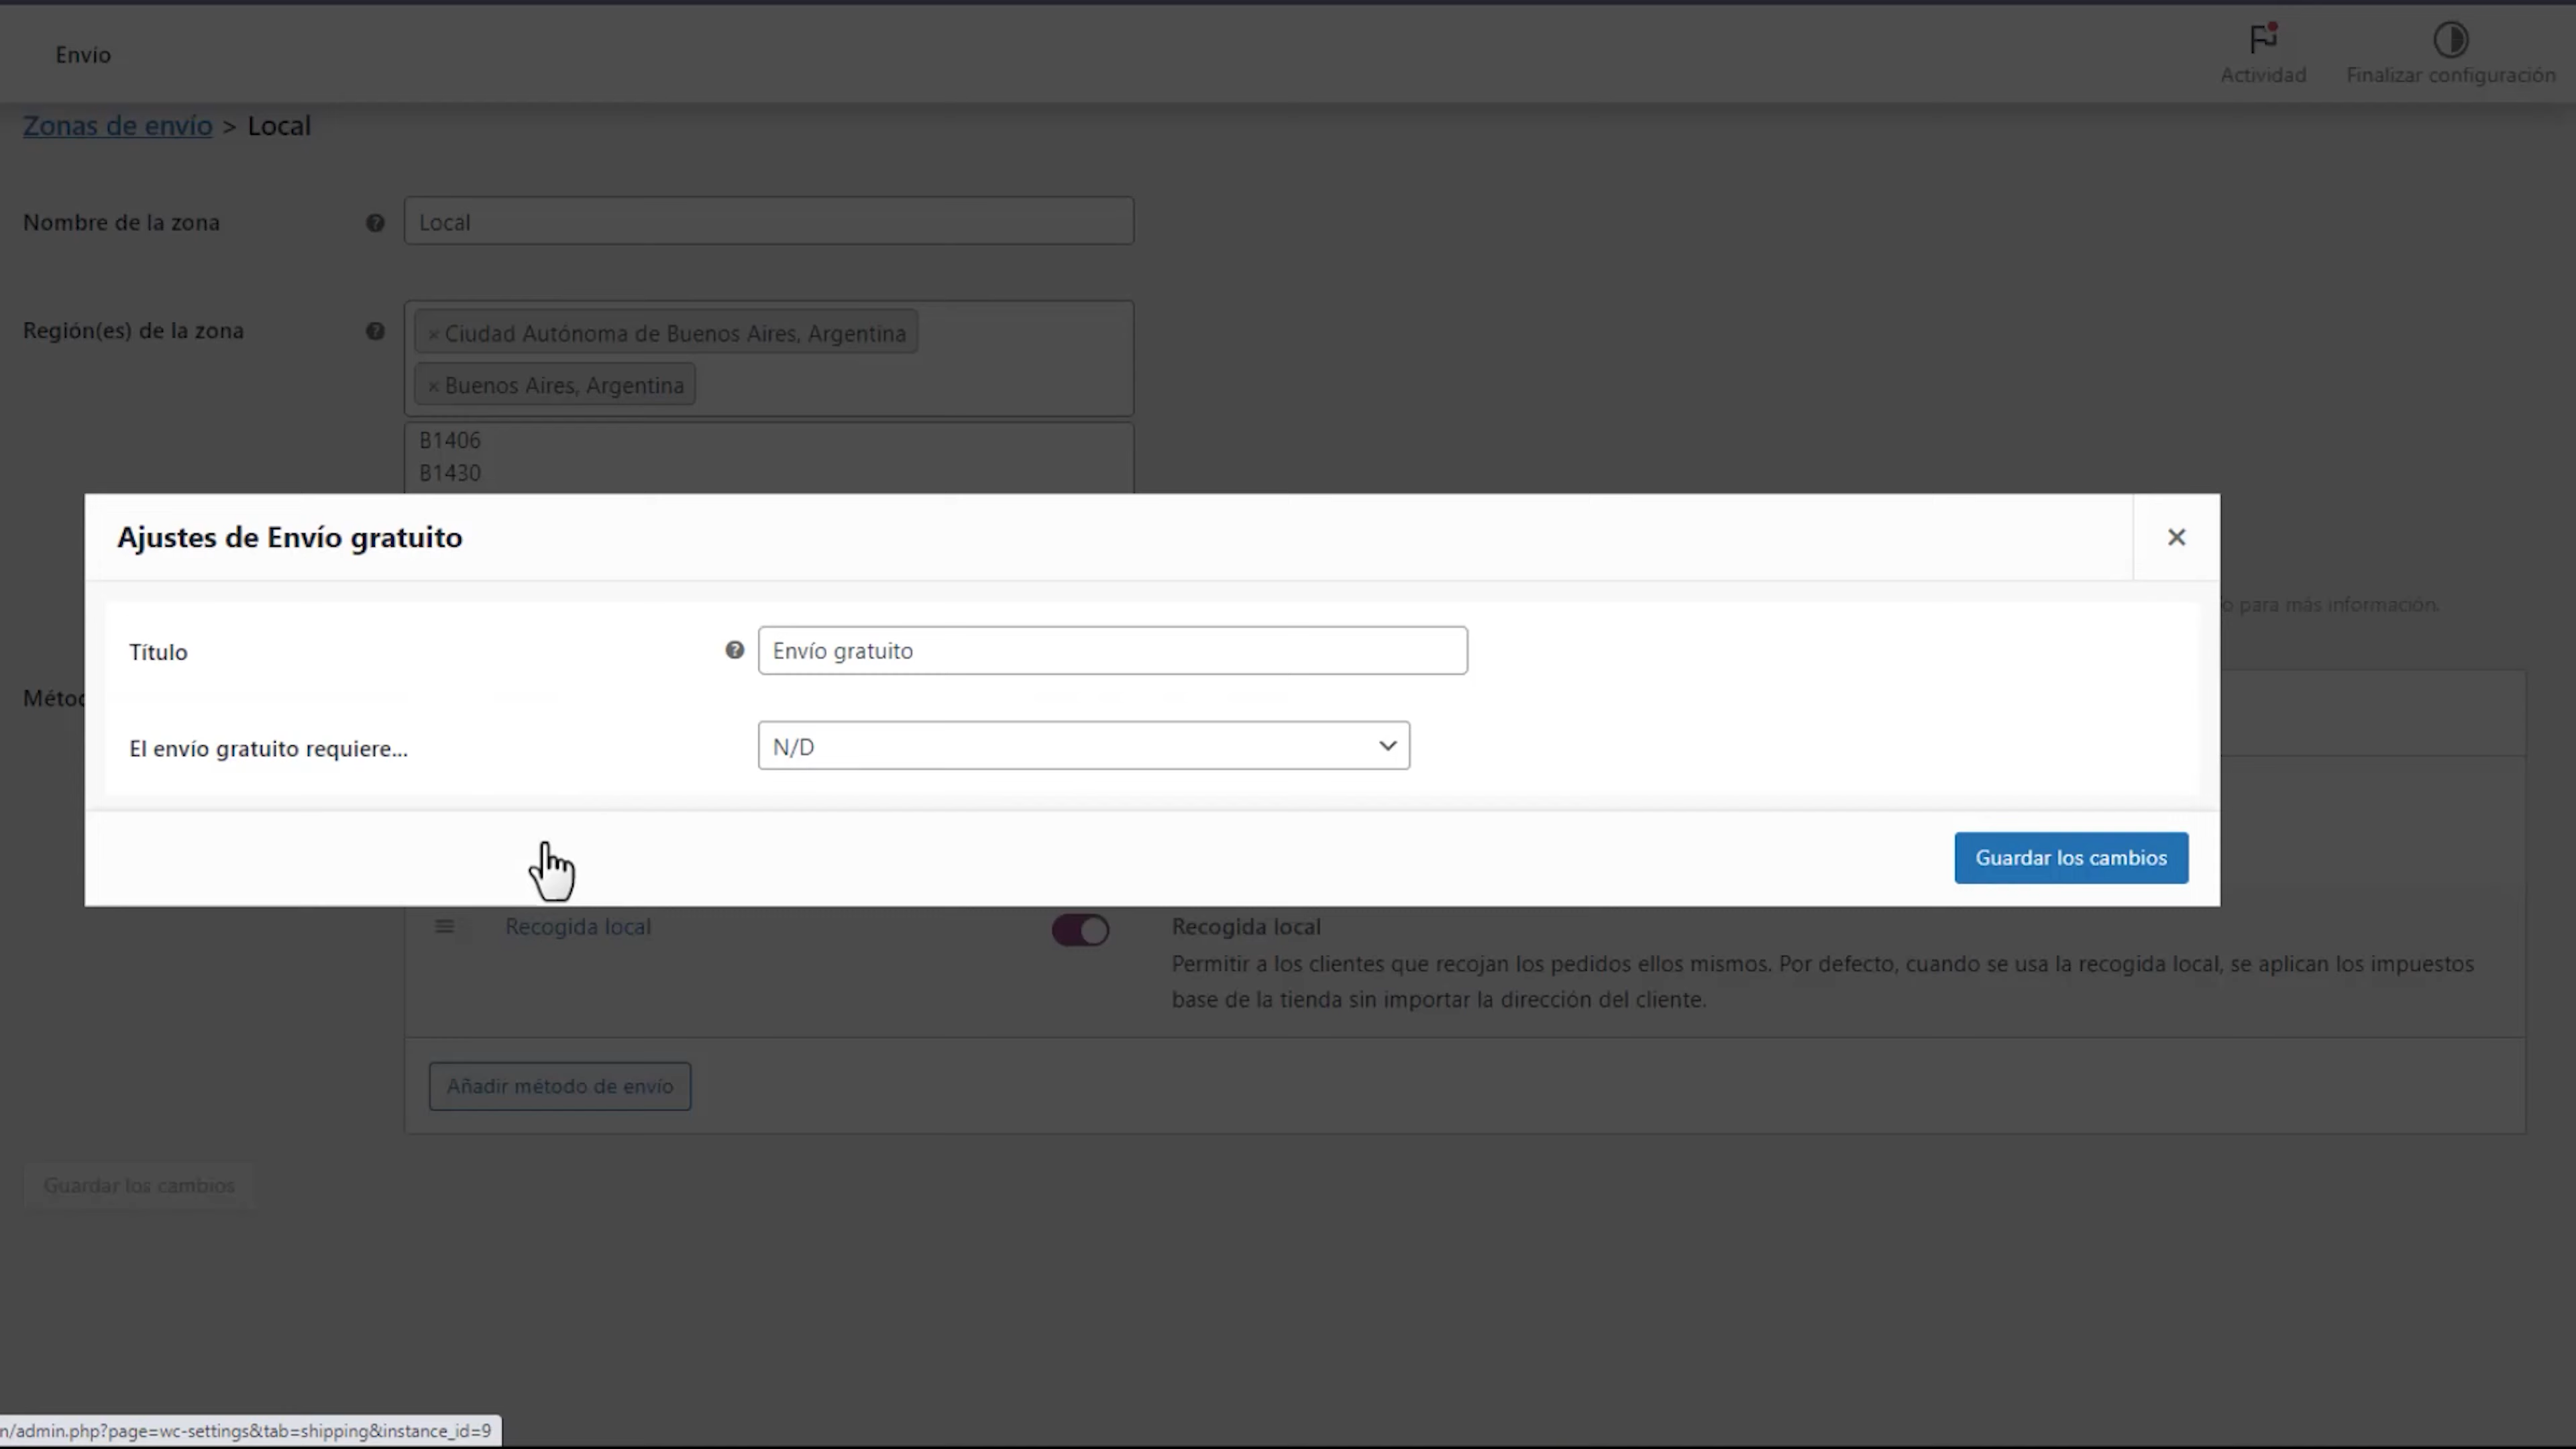 Envío
Actividad
Finalizar configuración
Zonas de envío > Local
Nombre de la zona
Local
Región(es) de la zona
× Ciudad Autónoma de Buenos Aires, Argentina
× Buenos Aires, Argentina
B1406
B1430
Ajustes de Envío gratuito
para más información.
Título
Envío gratuito
El envío gratuito requiere...
N/D
Guardar los cambios
Recogida local
Recogida local
Permitir a los clientes que recojan los pedidos ellos mismos. Por defecto, cuando se usa la recogida local, se aplican los impuestos
base de la tienda sin importar la dirección del cliente.
Añadir método de envío
Guardar los cambios
n/admin.php?page=wc-settings&tab=shipping&instance_id=9